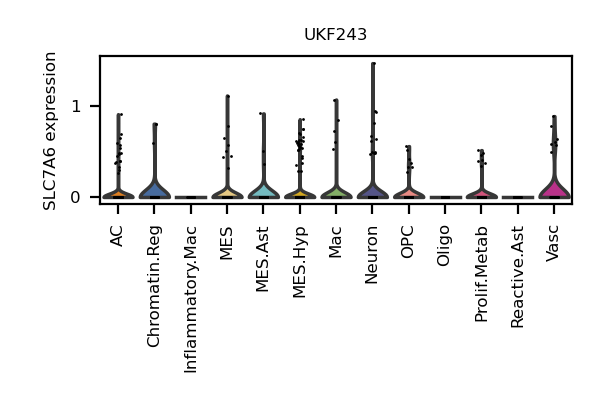 UKF243
SLC7A6 expression
1
0
AC
Chromatin.Reg
Inflammatory.Mac
MES
MES.Ast
MES.Hyp
Mac
Neuron
OPC
Oligo
Prolif.Metab
Reactive.Ast
Vasc